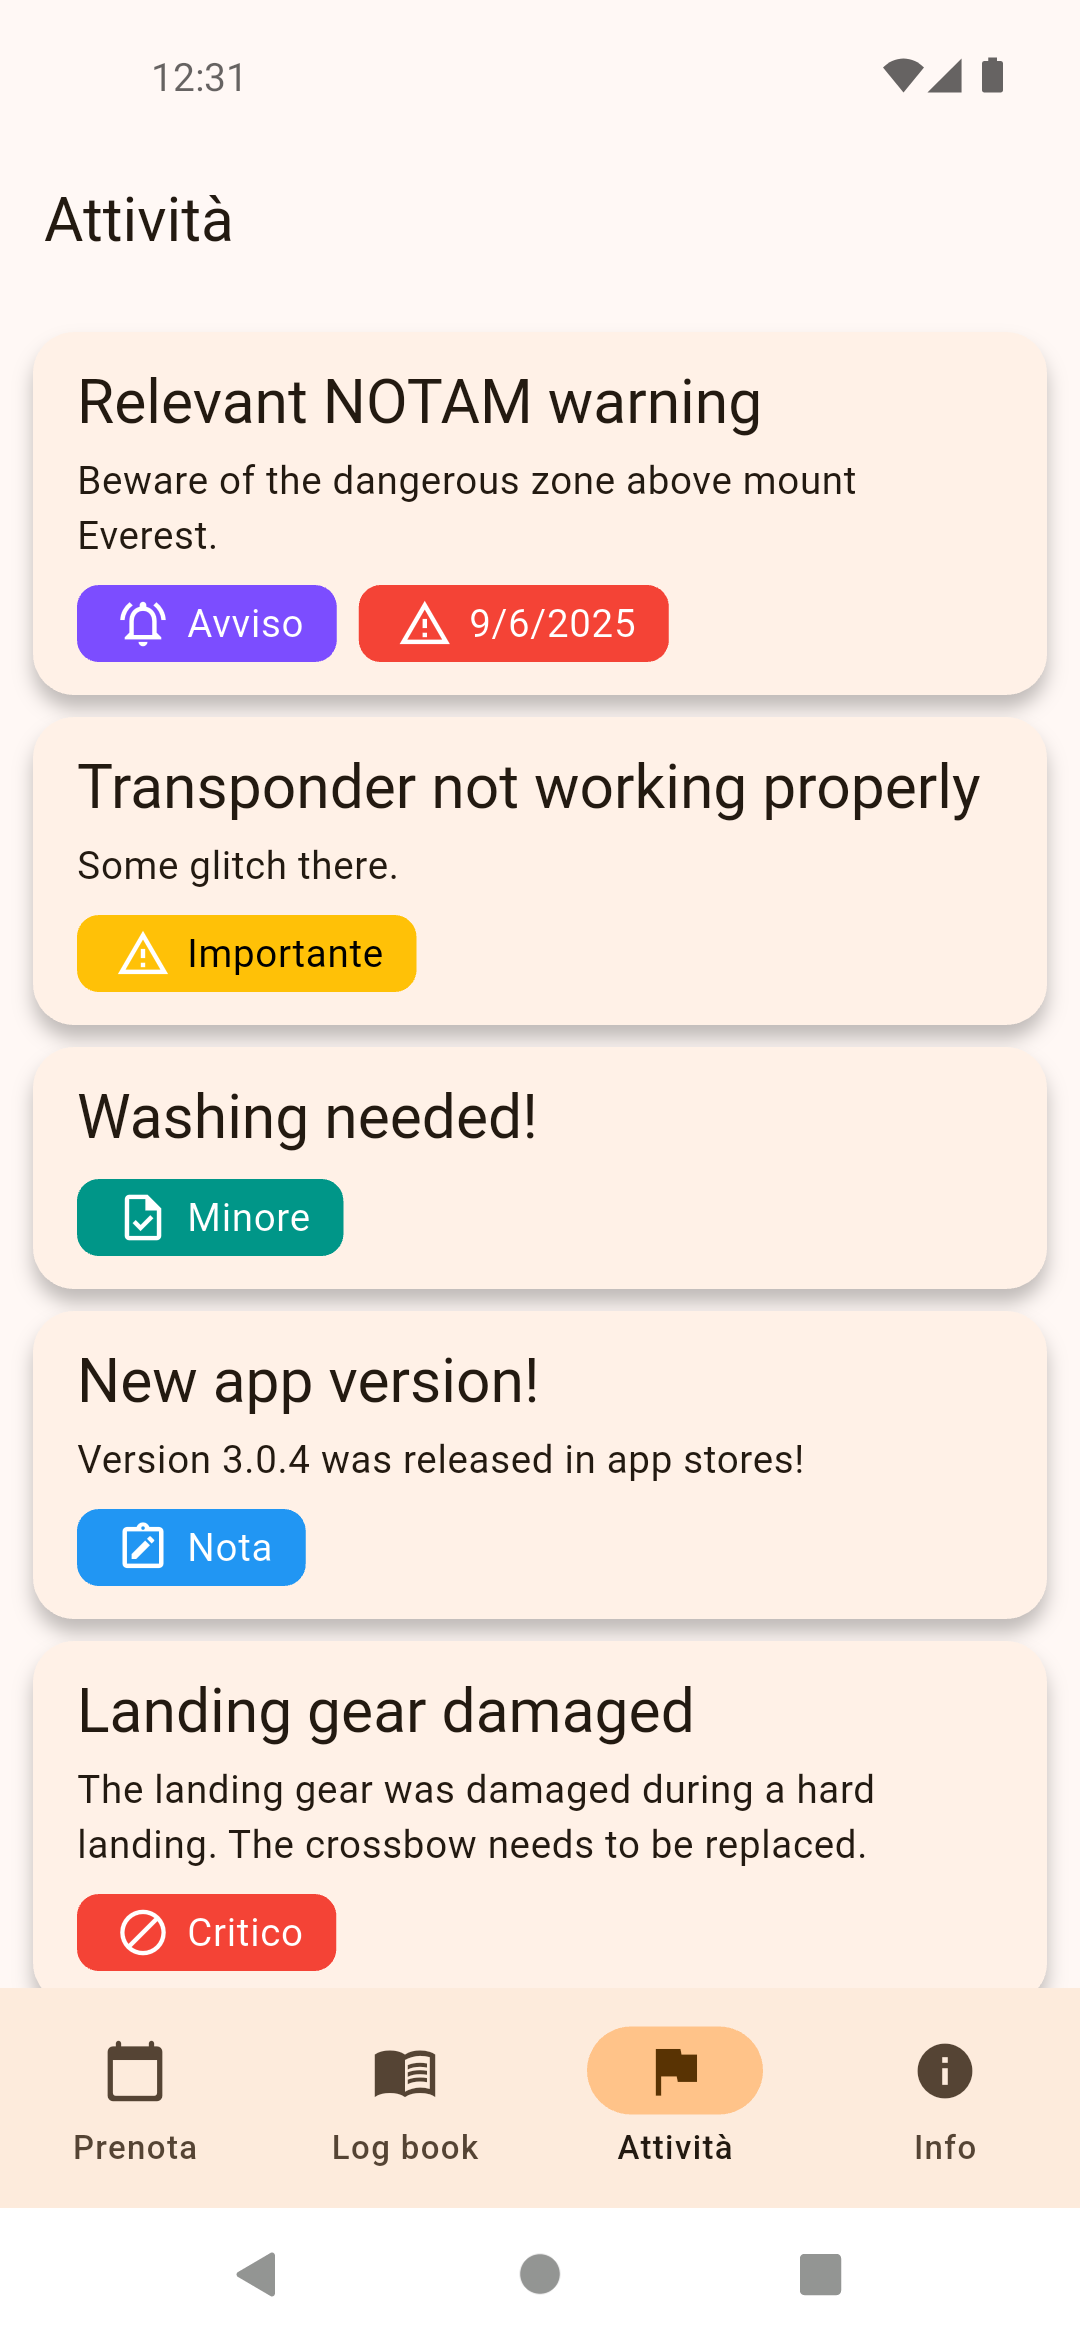 12:31
Attività
Relevant NOTAM warning
Beware of the dangerous zone above mount
Everest.
Avviso 9/6/2025
Transponder not working properly
Some glitch there.
Importante
Washing needed!
Minore
New app version!
Version 3.0.4 was released in app stores!
Nota
Landing gear damaged
The landing gear was damaged during a hard
landing. The crossbow needs to be replaced.
Critico
Prenota Log book Attività Info